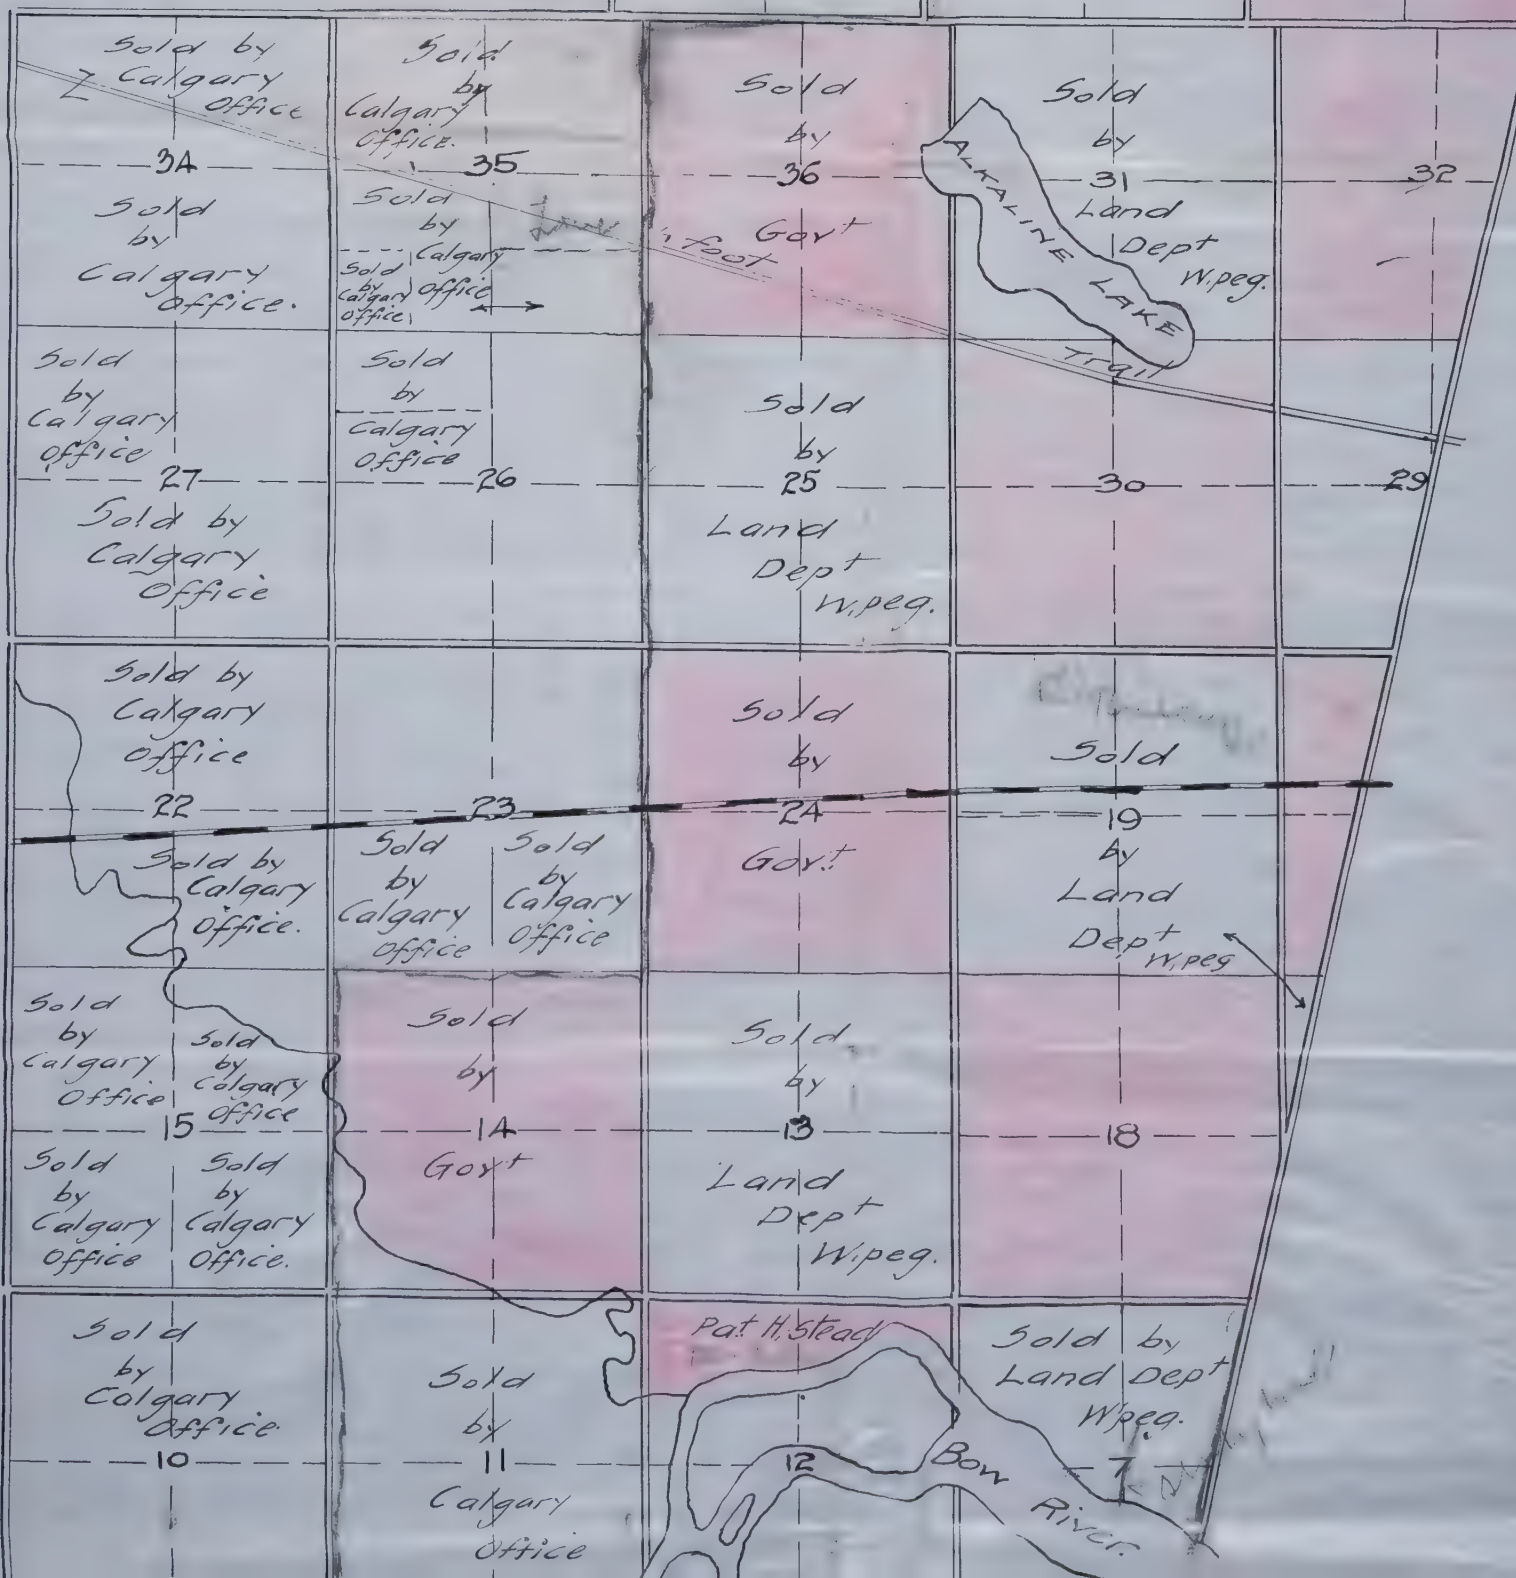 Sold by
Calgary
Office
34
Sold
by
Calgary
Office.
Sold
by
Calgary
Office.
35
Sold
by
Calgary
Office
Sold
by
Calgary
Office
Sold
by
36
Gov't
foot
Sold
by
31
Land
Dept
W.peg.
ALKALINE LAKE
Trail
32
Sold
by
Calgary
Office
27
Sold by
Calgary
Office
Sold
by
Calgary
Office
26
Sold
by
25
Land
Dept
W.peg.
30
29
Sold by
Calgary
Office
22
Sold by
Calgary
Office.
23
Sold
by
Calgary
Office
Sold
by
Calgary
Office
Sold
by
24
Gov't
Sold
19
by
Land
Dept
W.peg
Sold
by
Calgary
Office
Sold
by
Calgary
Office
15
Sold
by
Calgary
Office
Sold
by
Calgary
Office.
Sold
by
14
Gov't
Sold
by
13
Land
Dept
W.peg.
18
Sold
by
Calgary
Office.
10
Sold
by
11
Calgary
Office
Pat. H. Stead
12
Sold by
Land Dept
W'peg.
7
Bow River.